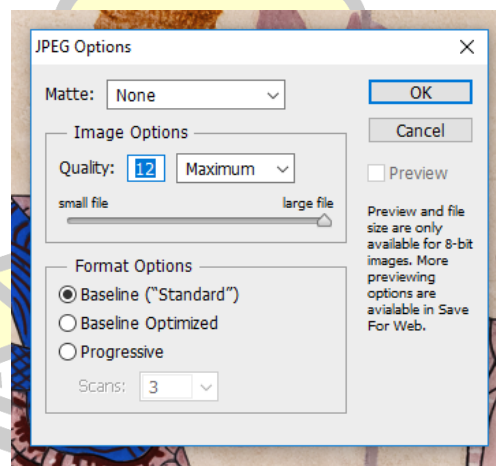 JPEG Options
Matte: None
OK
Image Options
Cancel
Quality: 12 Maximum
Preview
small file large file
Preview and file
size are only
available for 8-bit
images. More
previewing
options are
avialable in Save
For Web.
Format Options
Baseline (“Standard”)
Baseline Optimized
Progressive
Scans: 3